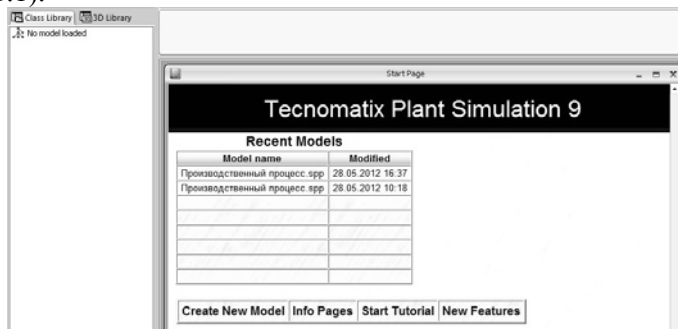 Class Library 3D Library
No model loaded
Start Page
Tecnomatix Plant Simulation 9
Recent Models
Model name Modified
Производственный процесс.spp 28.05.2012 16:37
Производственный процесс.spp 28.05.2012 10:18
Create New Model Info Pages Start Tutorial New Features